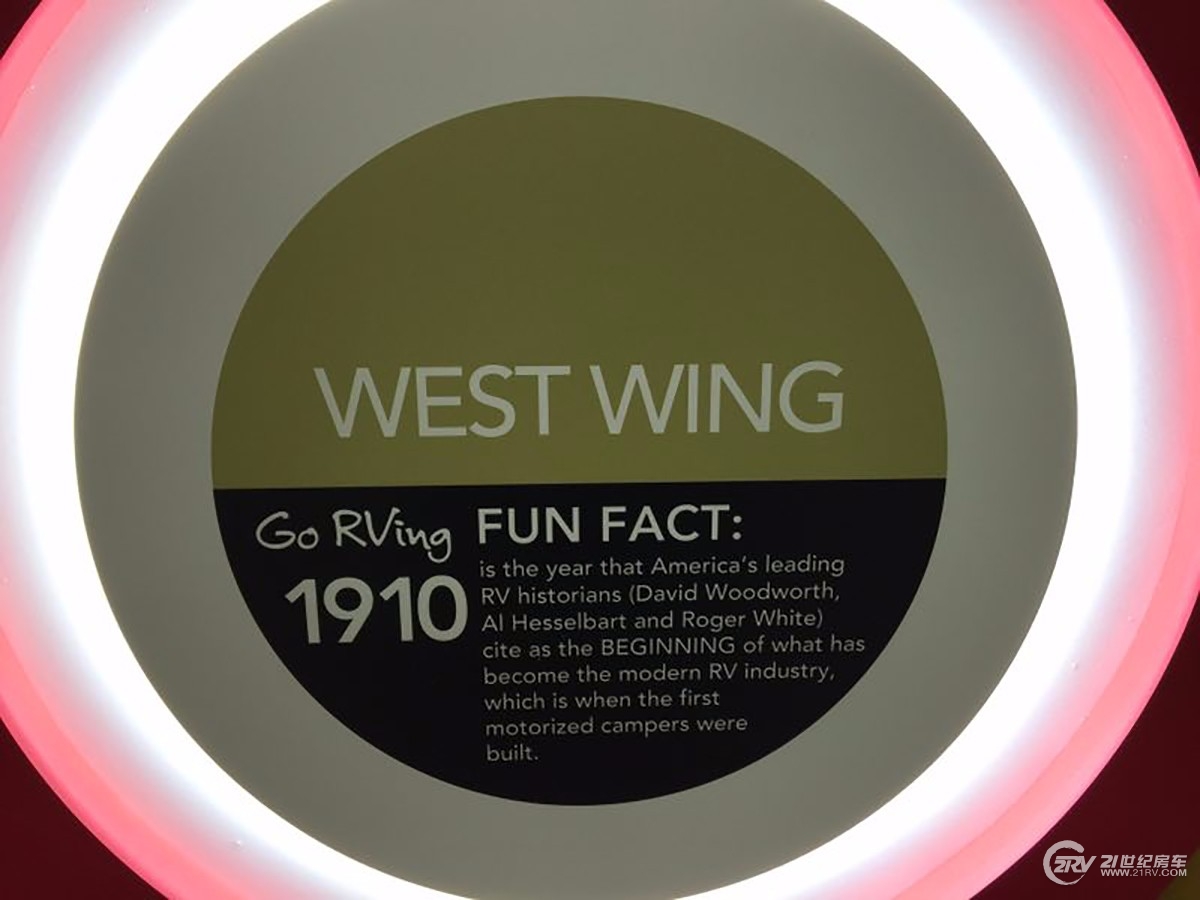 WEST WING
Go RVing
1910
FUN FACT:
is the year that America's leading
RV historians (David Woodworth,
Al Hesselbart and Roger White)
cite as the BEGINNING of what has
become the modern RV industry,
which is when the first
motorized campers were
built.
2RV 21世纪房车
WWW.21RV.COM